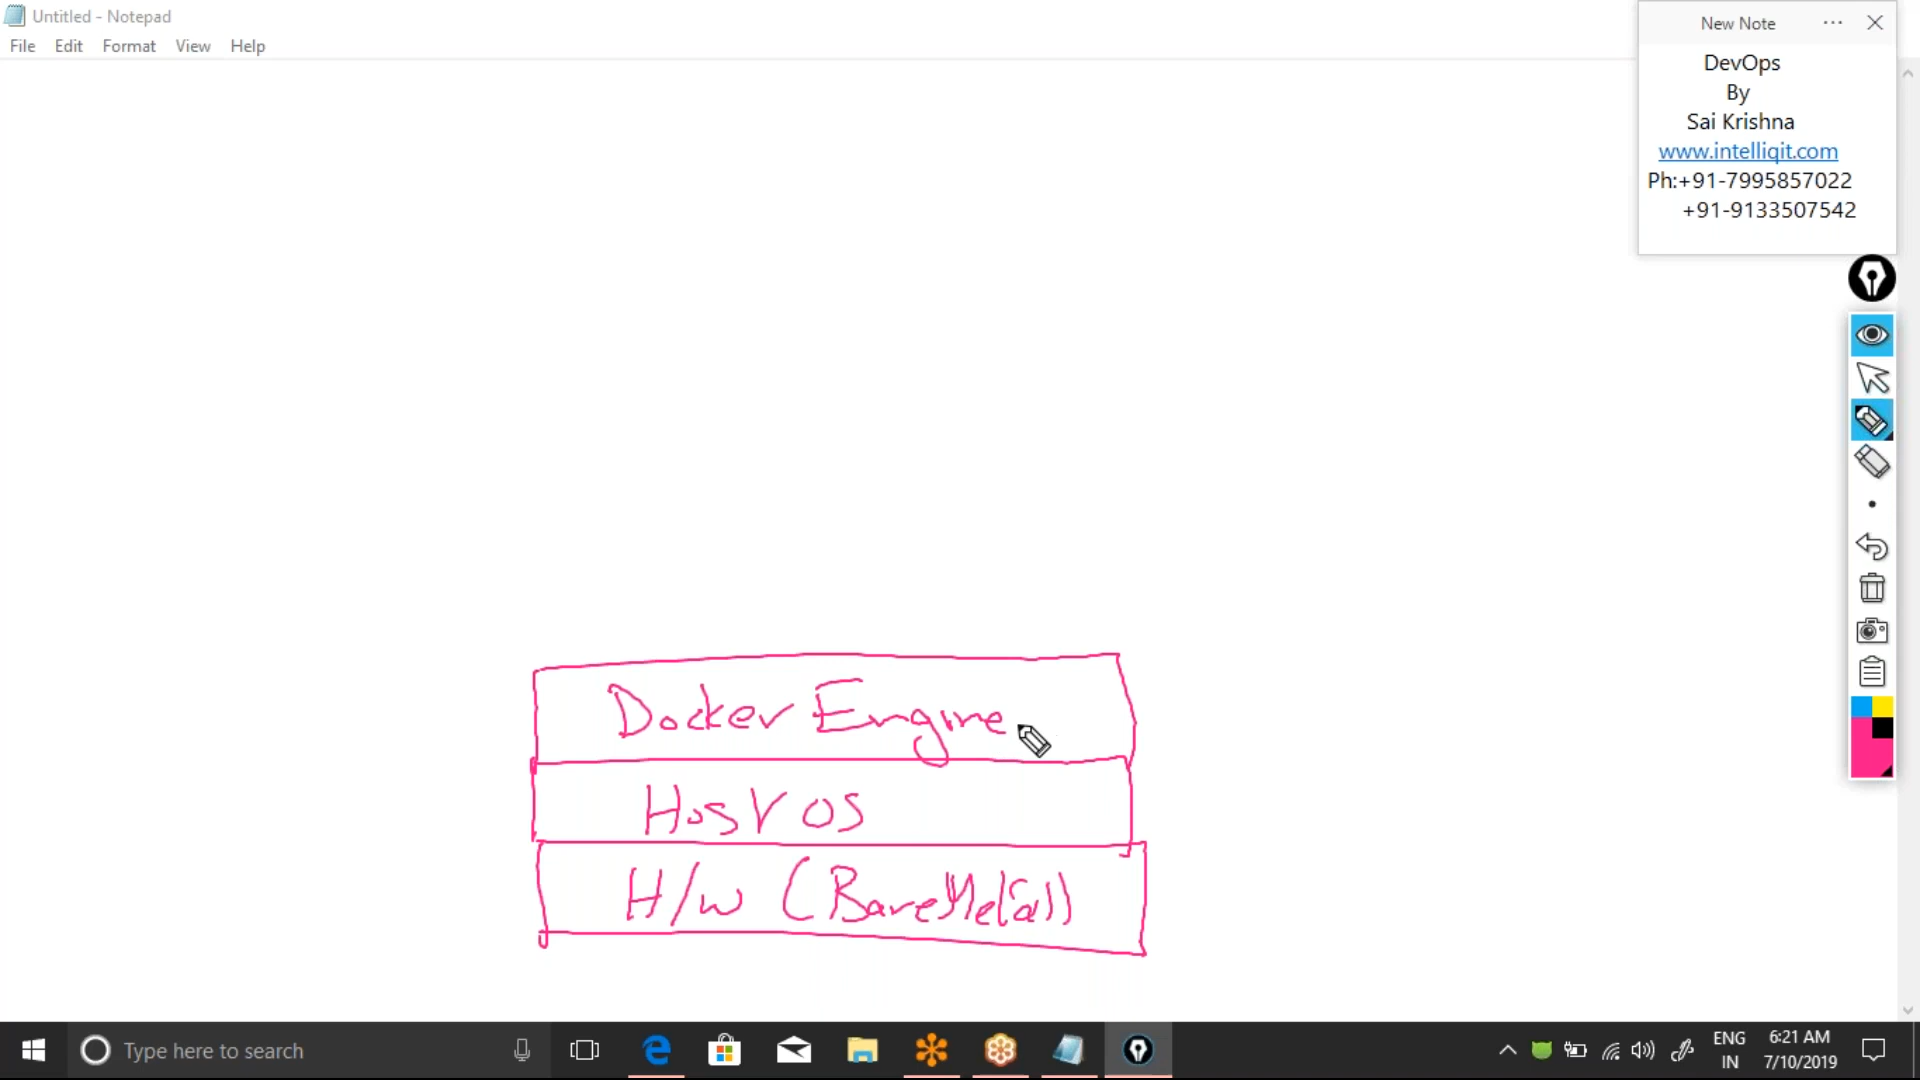 Untitled - Notepad
File Edit Format View Help
New Note
DevOps
By
Sai Krishna
www.intelliqit.com
Ph:+91-7995857022
+91-9133507542
Docker Engine
Host OS
H/w (BareMetal)
Type here to search
ENG
IN
6:21 AM
7/10/2019